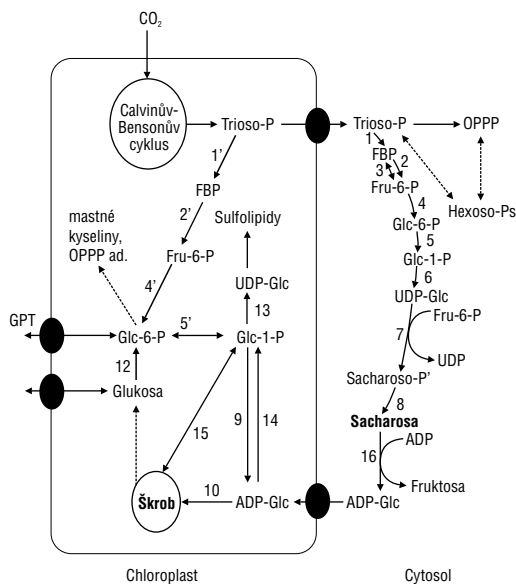 CO2
Calvinův-
Bensonův
cyklus
Trioso-P
Trioso-P
OPPP
1'
1
FBP
2
3
FBP
Fru-6-P
2'
Sulfolipidy
mastné
kyseliny,
OPPP ad.
4
Hexoso-Ps
Glc-6-P
Fru-6-P
5
Glc-1-P
UDP-Glc
6
4'
13
UDP-Glc
GPT
Glc-6-P
5'
Glc-1-P
Fru-6-P
7
12
UDP
Glukosa
Sacharoso-P'
8
9
14
15
Sacharosa
ADP
16
Škrob
10
ADP-Glc
ADP-Glc
Fruktosa
Chloroplast
Cytosol